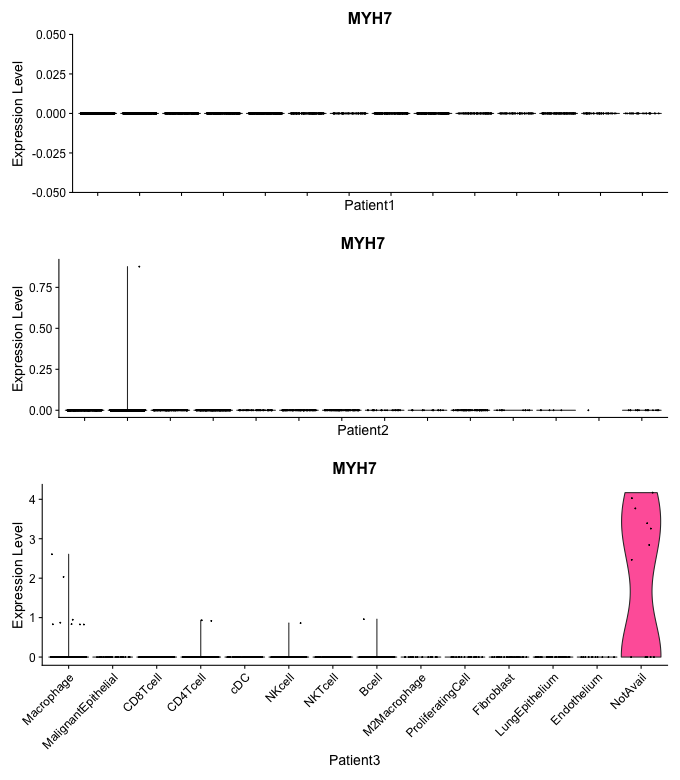 MYH7
Expression Level
0.050
0.025
0.000
-0.025
-0.050
Patient1
MYH7
Expression Level
0.75
0.50
0.25
0.00
Patient2
MYH7
Expression Level
4
3
2
1
0
Macrophage
MalignantEpithelial
CD8Tcell
CD4Tcell
cDC
NKcell
NKTcell
Bcell
M2Macrophage
ProliferatingCell
Fibroblast
LungEpithelium
Endothelium
NotAvail
Patient3